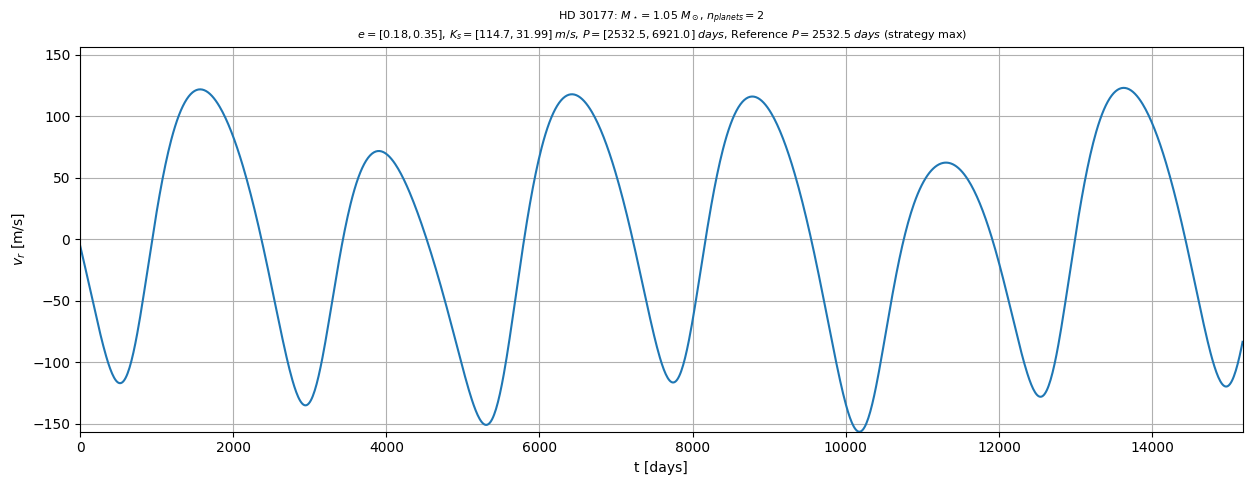 HD 30177: $M_\star = 1.05\ M_\odot$, $n_{planets} = 2$
$e = [0.18, 0.35]$, $K_s = [114.7, 31.99]\ m/s$, $P = [2532.5, 6921.0]\ days$, Reference $P = 2532.5\ days$ (strategy max)
150
100
50
0
−50
−100
−150
$v_r$ [m/s]
0 2000 4000 6000 8000 10000 12000 14000
t [days]